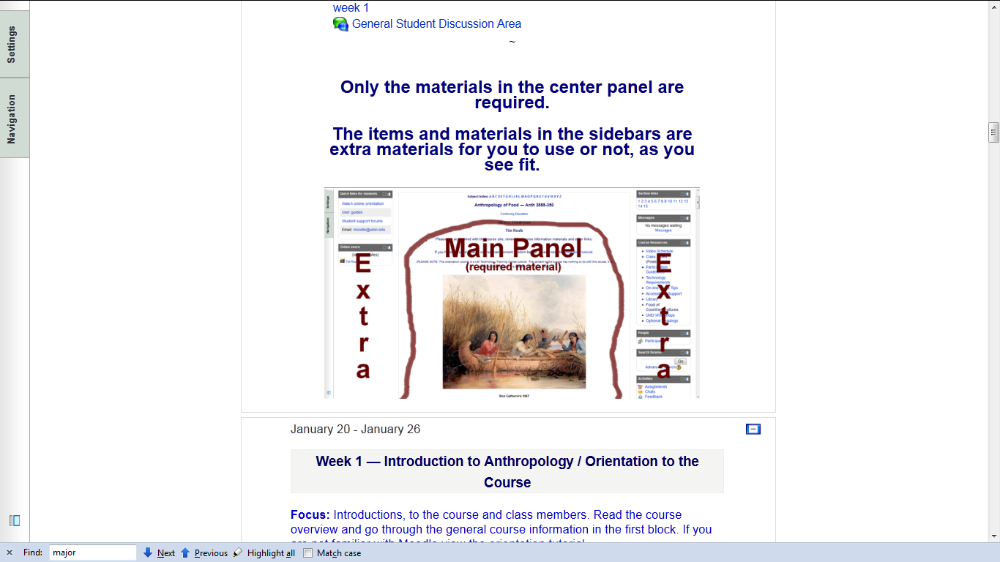 week 1
General Student Discussion Area
~
Only the materials in the center panel are
required.
The items and materials in the sidebars are
extra materials for you to use or not, as you
see fit.
Settings
Navigation
Quick links for students
Watch online orientation
User guides
Student support forums
Email: moodle@umn.edu
Online users
Extra
Subject Index: A B C D E F G H I J K L M N O P Q R S T U V W X Y Z
Anthropology of Food — Anth 3888-350
Continuing Education
Tim Roufs
Main Panel
(required material)
Rice Gatherers 1867
Section links
1 2 3 4 5 6 7 8 9 10 11 12 13
14 15
Messages
No messages waiting
Messages
Course Resources
Video Schedule
Technology
Requirements
Library
Food of
UMD Workshops
Optional Readings
Extra
People
Search forums
Go
Activities
Assignments
Chats
Feedback
January 20 - January 26
Week 1 — Introduction to Anthropology / Orientation to the
Course
Focus: Introductions, to the course and class members. Read the course
overview and go through the general course information in the first block. If you
are not familiar with Moodle view the orientation tutorial
Find: major Next Previous Highlight all Match case